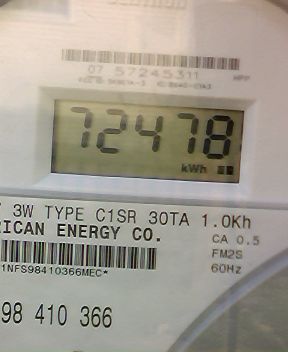 07 57245311
72478
kWh
3W TYPE C1SR 30TA 1.0Kh
RICAN ENERGY CO.
CA 0.5
FM2S
60Hz
1NFS98410366MEC*
98 410 366